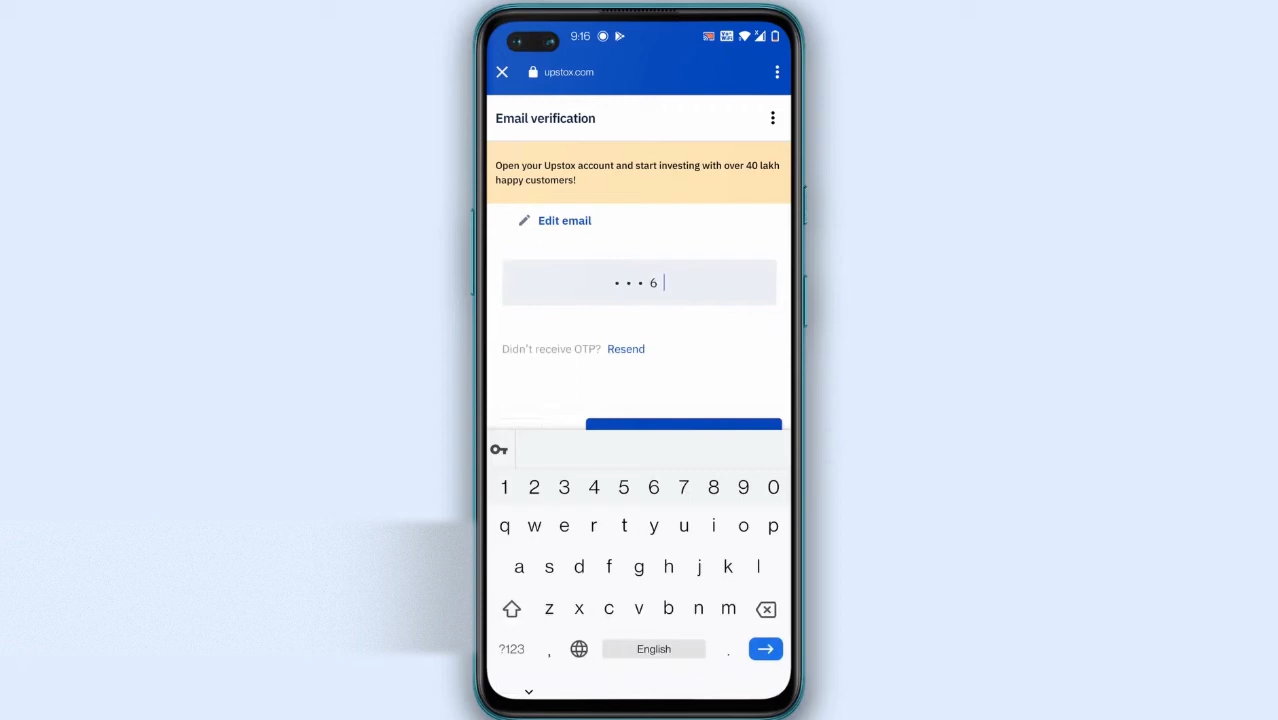 9:16
upstox.com
Email verification
Open your Upstox account and start investing with over 40 lakh
happy customers!
Edit email
• • • 6
Didn't receive OTP? Resend
1 2 3 4 5 6 7 8 9 0
q w e r t y u i o p
a s d f g h j k l
z x c v b n m
?123 , English .